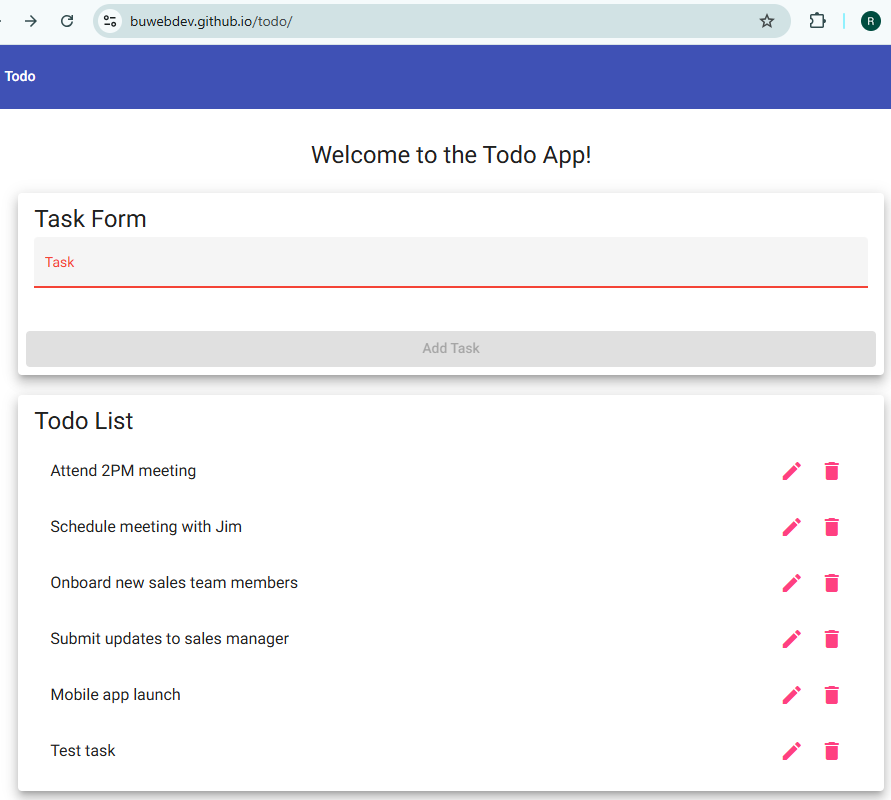 buwebdev.github.io/todo/
R
Todo
Welcome to the Todo App!
Task Form
Task
Add Task
Todo List
Attend 2PM meeting
Schedule meeting with Jim
Onboard new sales team members
Submit updates to sales manager
Mobile app launch
Test task